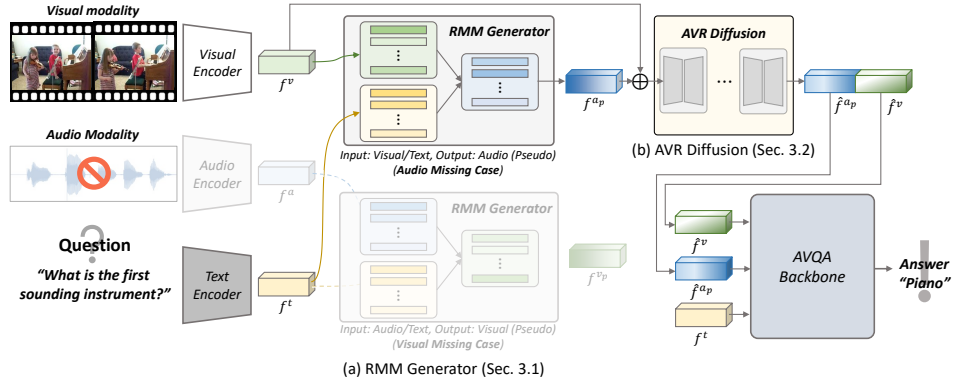 Visual modality
Visual
Encoder
f^v
RMM Generator
Input: Visual/Text, Output: Audio (Pseudo)
(Audio Missing Case)
f^{a_p}
AVR Diffusion
f̂^{a_p}
f̂^v
(b) AVR Diffusion (Sec. 3.2)
Audio Modality
Audio
Encoder
f^a
RMM Generator
Input: Audio/Text, Output: Visual (Pseudo)
(Visual Missing Case)
f^{v_p}
?
Question
“What is the first
sounding instrument?”
Text
Encoder
f^t
f̂^v
f̂^{a_p}
f^t
AVQA
Backbone
!
Answer
“Piano”
(a) RMM Generator (Sec. 3.1)